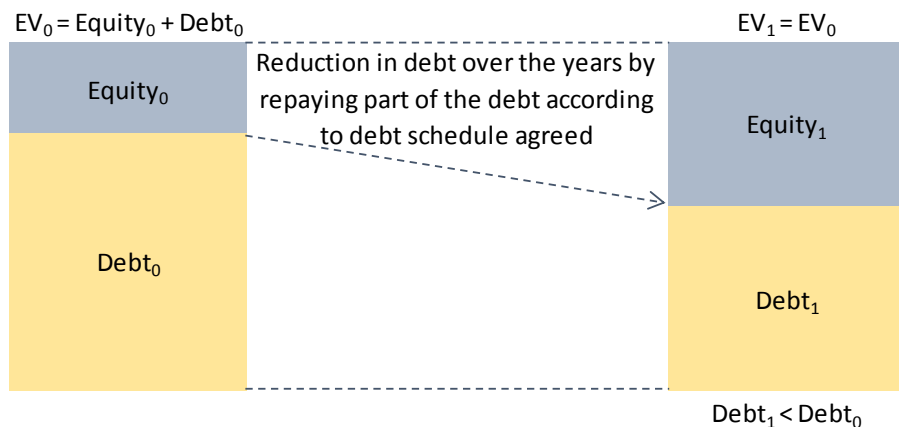 EV₀ = Equity₀ + Debt₀
EV₁ = EV₀
Equity₀
Reduction in debt over the years by
repaying part of the debt according
to debt schedule agreed
Equity₁
Debt₀
Debt₁
Debt₁ < Debt₀